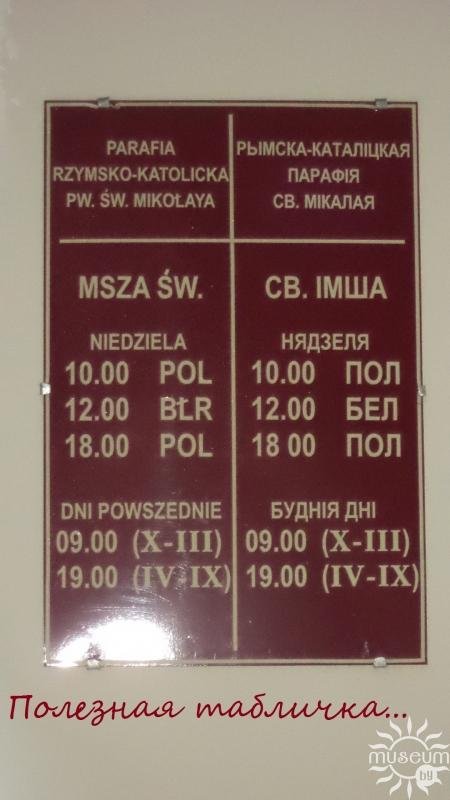 PARAFIA
RZYMSKO-KATOLICKA
PW. ŚW. MIKOŁAYA
MSZA ŚW.
NIEDZIELA
10.00 POL
12.00 BŁR
18.00 POL
DNI POWSZEDNIE
09.00 (X-III)
19.00 (IV-IX)
РЫМСКА-КАТАЛІЦКАЯ
ПАРАФІЯ
СВ. МІКАЛАЯ
СВ. ІМША
НЯДЗЕЛЯ
10.00 ПОЛ
12.00 БЕЛ
18 00 ПОЛ
БУДНІЯ ДНІ
09.00 (X-III)
19.00 (IV-IX)
Полезная табличка...
museum
by